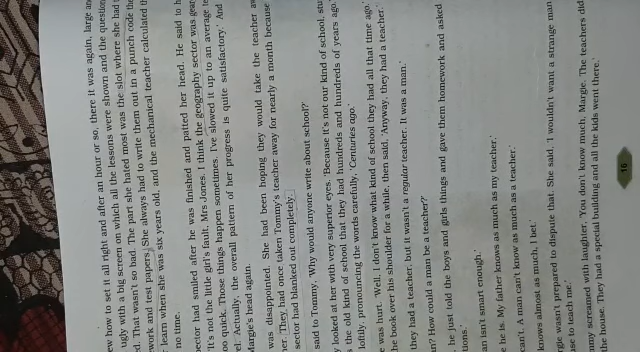 ew how to set it all right and after an hour or so, there it was again, large and
ugly with a big screen on which all the lessons were shown and the question
d. That wasn't so bad. The part she hated most was the slot where she had
work and test papers. She always had to write them out in a punch code the
learn when she was six years old, and the mechanical teacher calculated t
no time.
pector had smiled after he was finished and patted her head. He said to h
'It's not the little girl's fault, Mrs Jones. I think the geography sector was gea
oo quick. Those things happen sometimes. I've slowed it up to an average te
el. Actually, the overall pattern of her progress is quite satisfactory.' And
Margie's head again.
was disappointed. She had been hoping they would take the teacher aw
her. They had once taken Tommy's teacher away for nearly a month because
sector had blanked out completely.
said to Tommy, 'Why would anyone write about school?'
y looked at her with very superior eyes. 'Because it's not our kind of school, stu
the old kind of school that they had hundreds and hundreds of years ago.'
loftily, pronouncing the words carefully, 'Centuries ago.
e was hurt. 'Well, I don't know what kind of school they had all that time ago.'
he book over his shoulder for a while, then said, 'Anyway, they had a teacher.'
they had a teacher, but it wasn't a regular teacher. It was a man.'
n? How could a man be a teacher?'
he just told the boys and girls things and gave them homework and asked
tions.'
an isn't smart enough.'
e he is. My father knows as much as my teacher.'
can't. A man can't know as much as a teacher.'
knows almost as much, I bet.'
gie wasn't prepared to dispute that. She said, 'I wouldn't want a strange man
use to teach me.'
my screamed with laughter, 'You don't know much, Margie. The teachers did
the house. They had a special building and all the kids went there.'
16